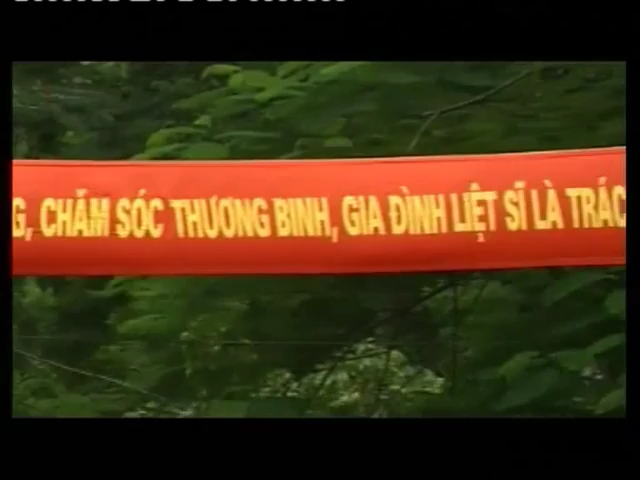 G, CHĂM SÓC THƯƠNG BINH, GIA ĐÌNH LIỆT SĨ LÀ TRÁC